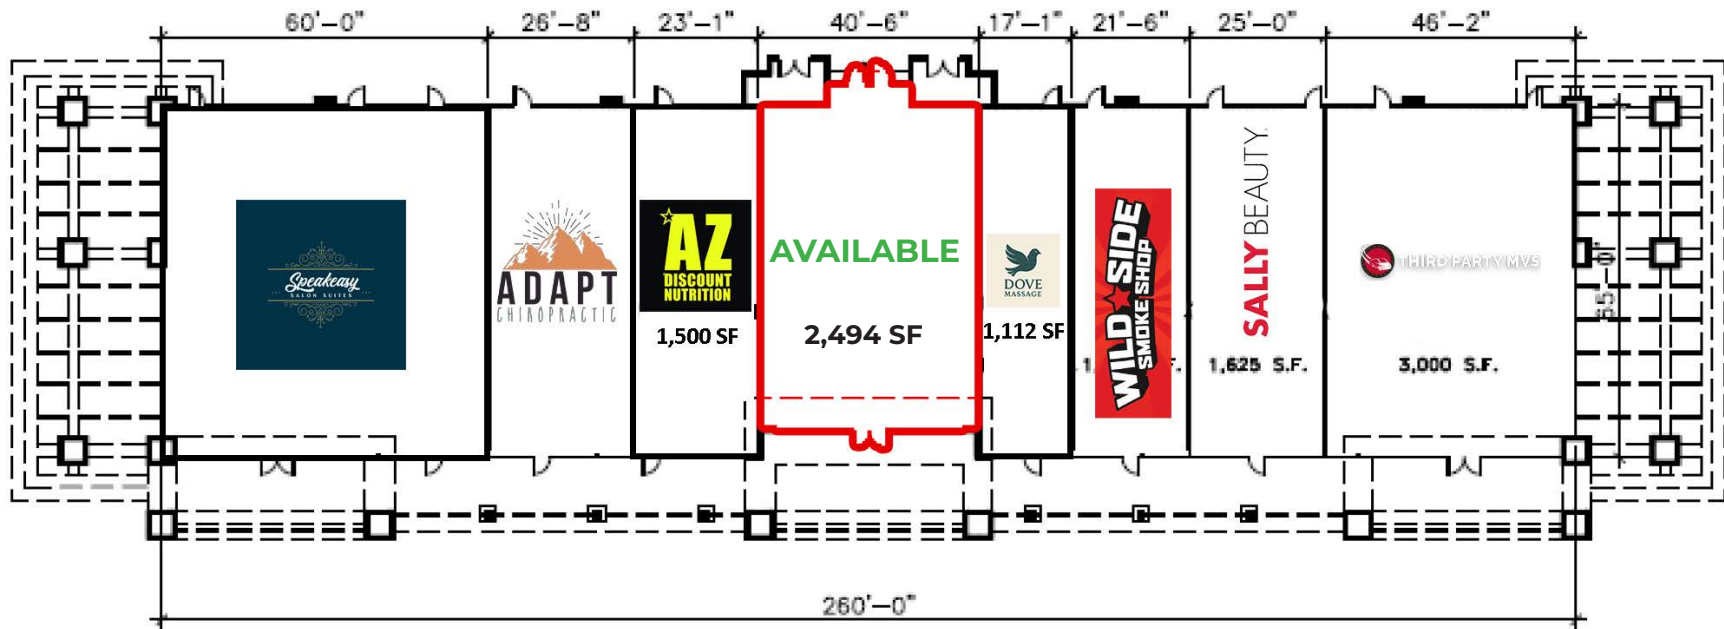 60'-0" 26'-8" 23'-1" 40'-6" 17'-1" 21'-6" 25'-0" 46'-2"
Speakeasy
SALON SUITES
ADAPT
CHIROPRACTIC
AZ
DISCOUNT
NUTRITION
1,500 SF
AVAILABLE
2,494 SF
DOVE
MASSAGE
1,112 SF
WILD SIDE
SMOKE SHOP
SALLY BEAUTY
1,625 S.F.
THIRD PARTY MVS
3,000 S.F.
65'-0"
260'-0"